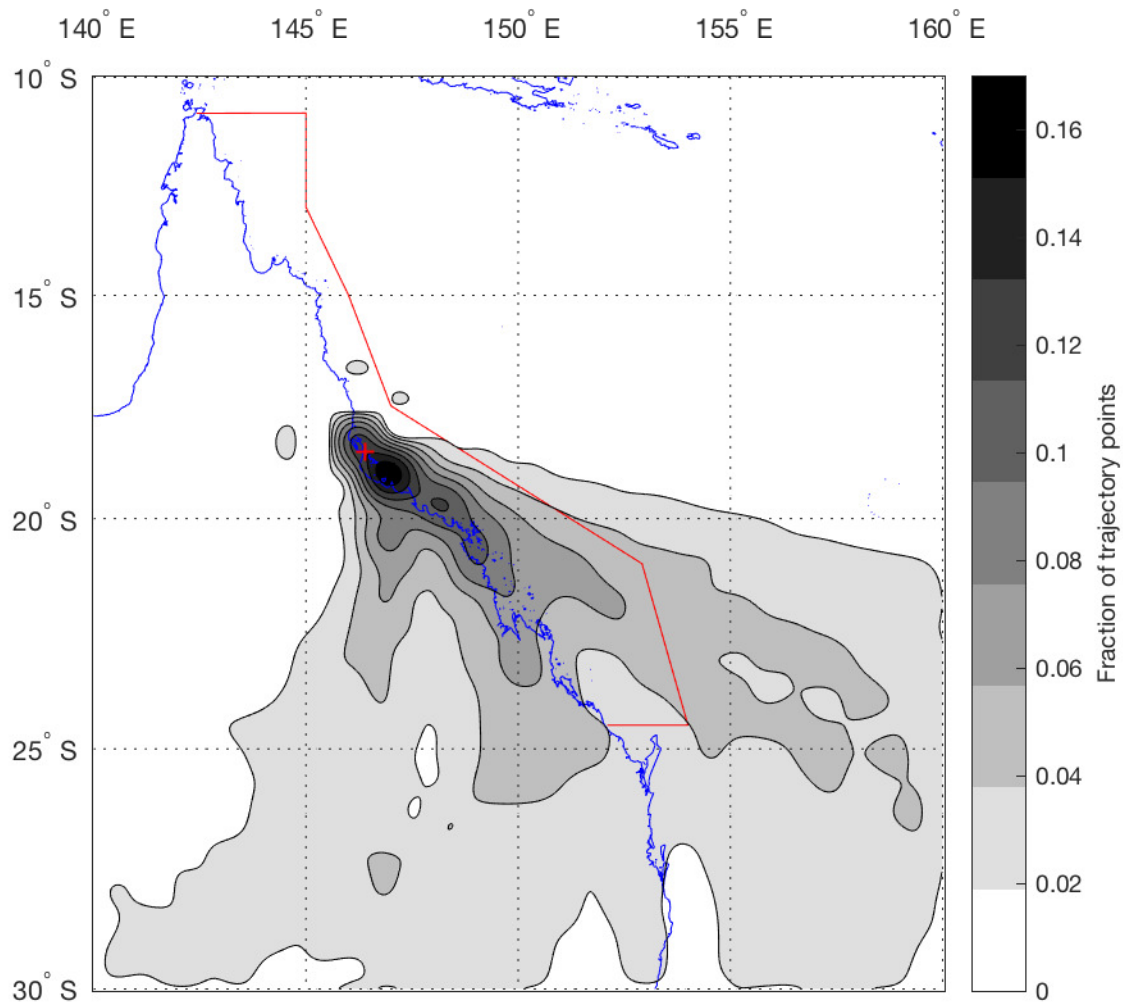 140° E 145° E 150° E 155° E 160° E
10° S
15° S
20° S
25° S
30° S
0.16
0.14
0.12
0.1
0.08
0.06
0.04
0.02
0
Fraction of trajectory points